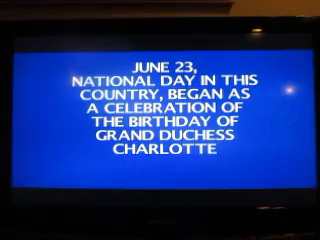 JUNE 23,
NATIONAL DAY IN THIS
COUNTRY, BEGAN AS
A CELEBRATION OF
THE BIRTHDAY OF
GRAND DUCHESS
CHARLOTTE